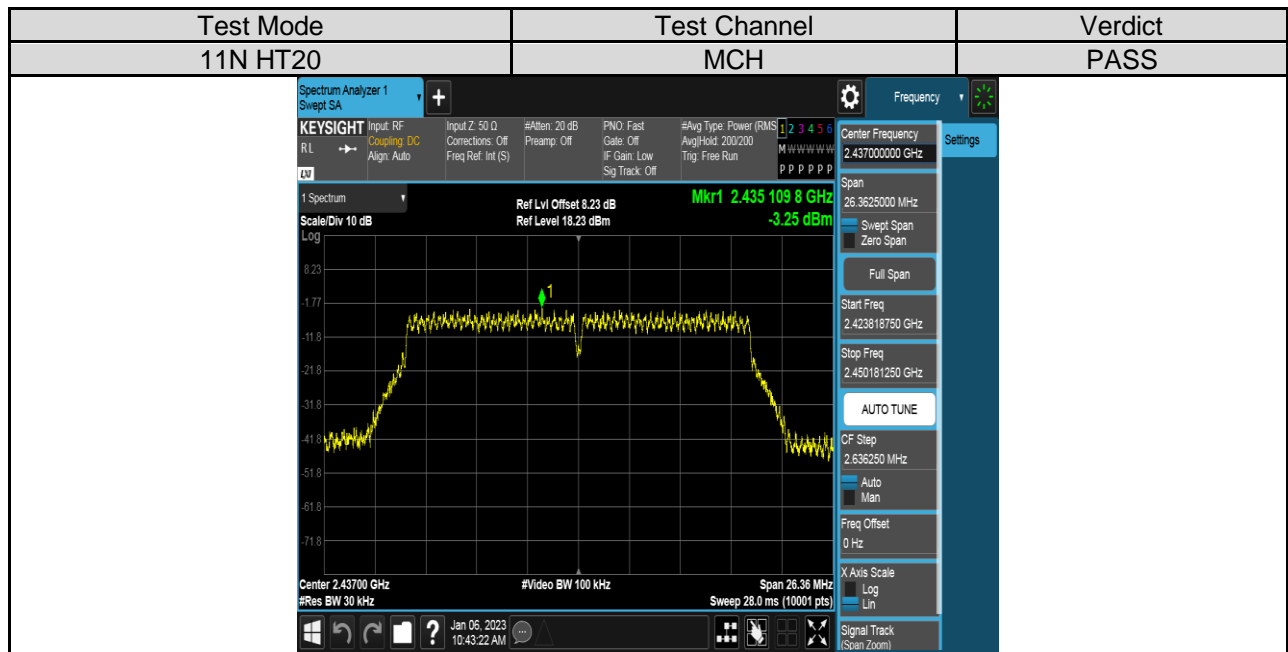 Test Mode Test Channel Verdict
11N HT20 MCH PASS
Spectrum Analyzer 1
Swept SA
+
Frequency
KEYSIGHT Input: RF Input Z: 50 Ω #Atten: 20 dB PNO: Fast #Avg Type: Power (RMS 1 2 3 4 5 6
RL Coupling: DC Corrections: Off Preamp: Off Gate: Off Avg|Hold: 200/200 M W W W W W
Align: Auto Freq Ref: Int (S) IF Gain: Low Trig: Free Run
LXI Sig Track: Off P P P P P P
Center Frequency
2.437000000 GHz
Settings
1 Spectrum
Scale/Div 10 dB
Ref Lvl Offset 8.23 dB
Ref Level 18.23 dBm
Mkr1 2.435 109 8 GHz
-3.25 dBm
Span
26.3625000 MHz
Swept Span
Zero Span
Full Span
Start Freq
2.423818750 GHz
Stop Freq
2.450181250 GHz
AUTO TUNE
CF Step
2.636250 MHz
Auto
Man
Freq Offset
0 Hz
X Axis Scale
Log
Lin
Signal Track
(Span Zoom)
Log
1
8.23
-1.77
-11.8
-21.8
-31.8
-41.8
-51.8
-61.8
-71.8
Center 2.43700 GHz #Video BW 100 kHz Span 26.36 MHz
#Res BW 30 kHz Sweep 28.0 ms (10001 pts)
? Jan 06, 2023
10:43:22 AM